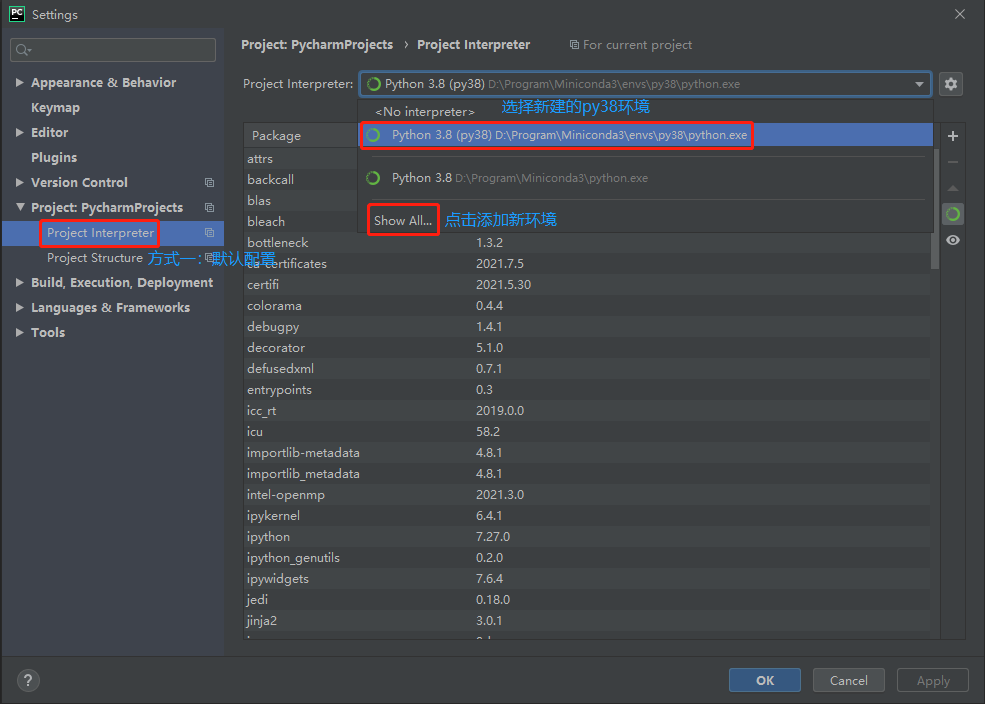 PC
Settings
Project: PycharmProjects › Project Interpreter For current project
Project Interpreter: Python 3.8 (py38) D:\Program\Miniconda3\envs\py38\python.exe
<No interpreter> 选择新建的py38环境
Python 3.8 (py38) D:\Program\Miniconda3\envs\py38\python.exe
Python 3.8 D:\Program\Miniconda3\python.exe
Show All... 点击添加新环境
Appearance & Behavior
Keymap
Editor
Plugins
Version Control
Project: PycharmProjects
Project Interpreter
Project Structure 方式一：默认配置
Build, Execution, Deployment
Languages & Frameworks
Tools
Package
attrs
backcall
blas
bleach
bottleneck 1.3.2
ca-certificates 2021.7.5
certifi 2021.5.30
colorama 0.4.4
debugpy 1.4.1
decorator 5.1.0
defusedxml 0.7.1
entrypoints 0.3
icc_rt 2019.0.0
icu 58.2
importlib-metadata 4.8.1
importlib_metadata 4.8.1
intel-openmp 2021.3.0
ipykernel 6.4.1
ipython 7.27.0
ipython_genutils 0.2.0
ipywidgets 7.6.4
jedi 0.18.0
jinja2 3.0.1
? OK Cancel Apply